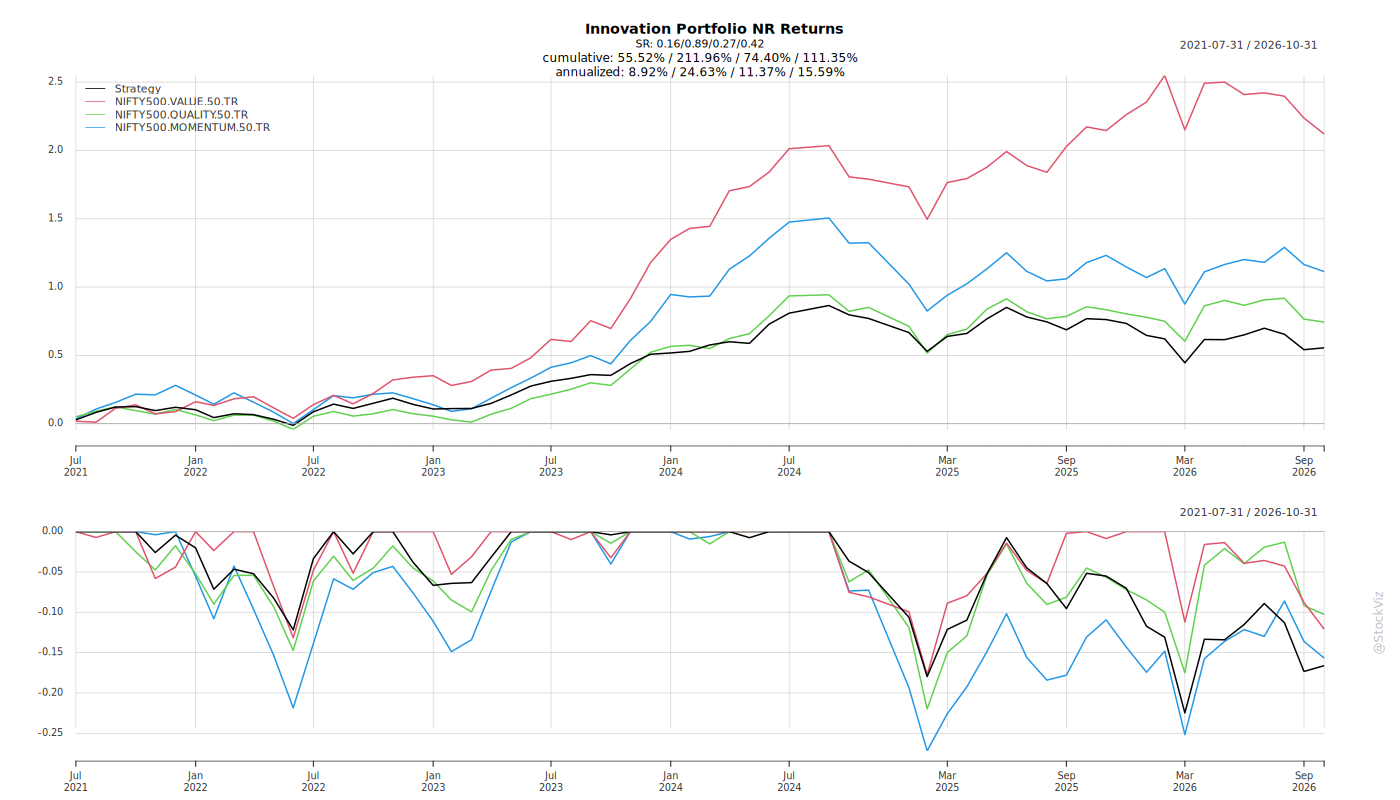 Innovation Portfolio NR Returns
SR: 0.16/0.89/0.27/0.42
cumulative: 55.52% / 211.96% / 74.40% / 111.35%
annualized: 8.92% / 24.63% / 11.37% / 15.59%
2021-07-31 / 2026-10-31
Strategy
NIFTY500.VALUE.50.TR
NIFTY500.QUALITY.50.TR
NIFTY500.MOMENTUM.50.TR
2.5
2.0
1.5
1.0
0.5
0.0
Jul Jan Jul Jan Jul Jan Jul Mar Sep Mar Sep
2021 2022 2022 2023 2023 2024 2024 2025 2025 2026 2026
2021-07-31 / 2026-10-31
0.00
-0.05
-0.10
-0.15
-0.20
-0.25
Jul Jan Jul Jan Jul Jan Jul Mar Sep Mar Sep
2021 2022 2022 2023 2023 2024 2024 2025 2025 2026 2026
@StockViz